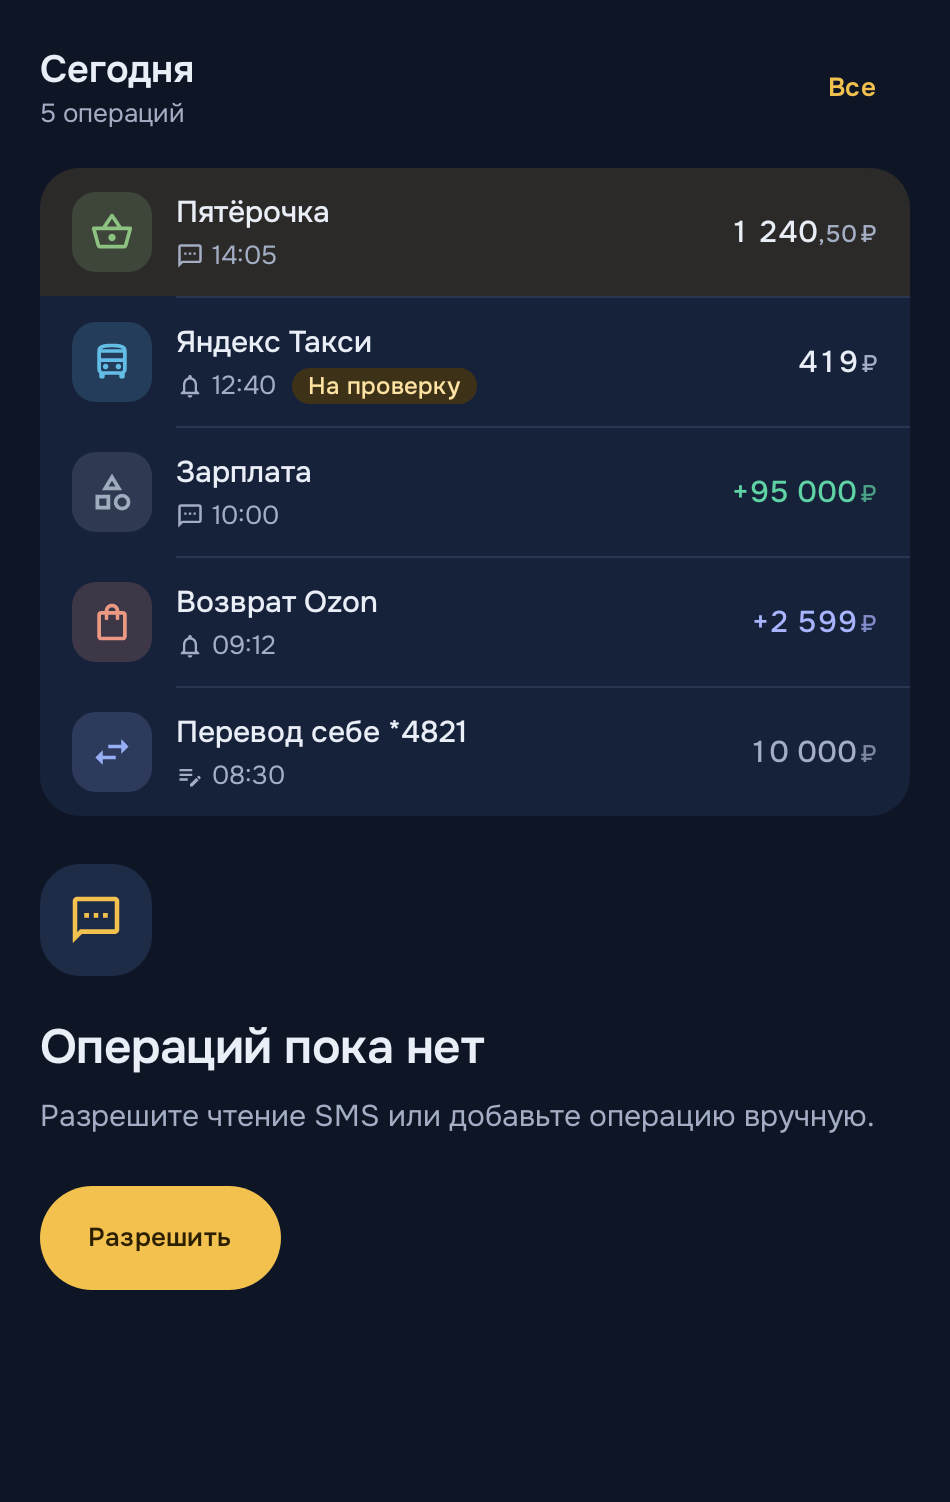 Сегодня
5 операций
Все
Пятёрочка
14:05
1 240,50 ₽
Яндекс Такси
12:40 На проверку
419 ₽
Зарплата
10:00
+95 000 ₽
Возврат Ozon
09:12
+2 599 ₽
Перевод себе *4821
08:30
10 000 ₽
Операций пока нет
Разрешите чтение SMS или добавьте операцию вручную.
Разрешить